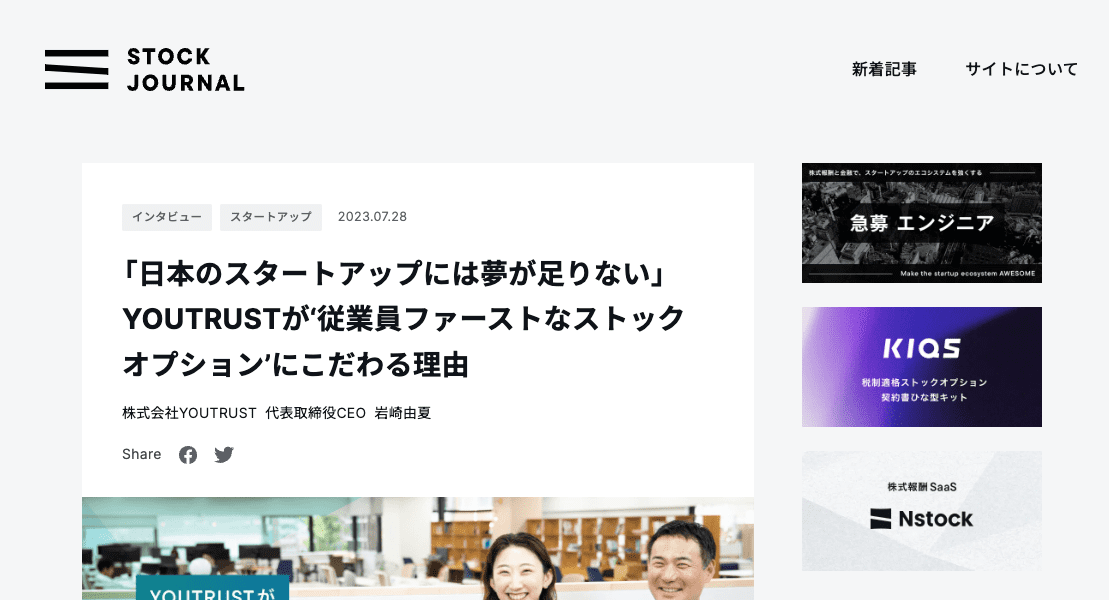 STOCK
JOURNAL
新着記事
サイトについて
インタビュー
スタートアップ
2023.07.28
「日本のスタートアップには夢が足りない」
YOUTRUSTが‘従業員ファーストなストック
オプション’にこだわる理由
株式会社YOUTRUST 代表取締役CEO 岩崎由夏
Share
YOUTRUSTが
株式報酬と金融で、スタートアップのエコシステムを強くする
急募 エンジニア
Make the startup ecosystem AWESOME
KIQS
税制適格ストックオプション
契約書ひな型キット
株式報酬 SaaS
Nstock